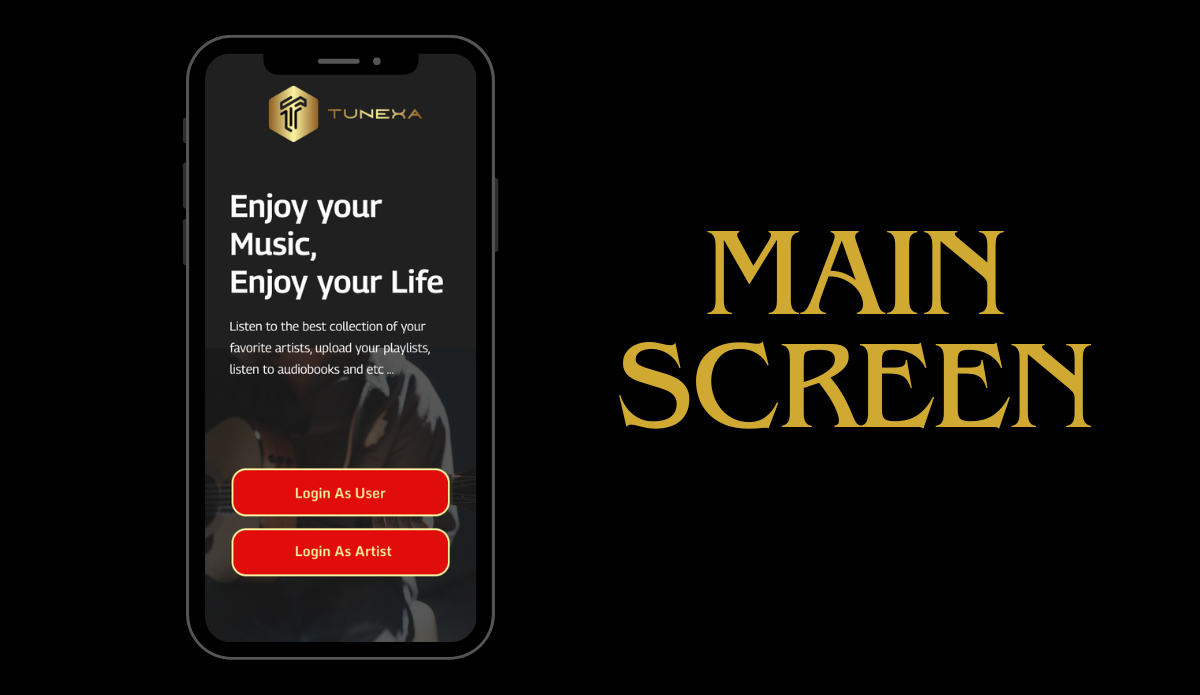 TUNEXA
Enjoy your
Music,
Enjoy your Life
Listen to the best collection of your
favorite artists, upload your playlists,
listen to audiobooks and etc ...
Login As User
Login As Artist
MAIN
SCREEN